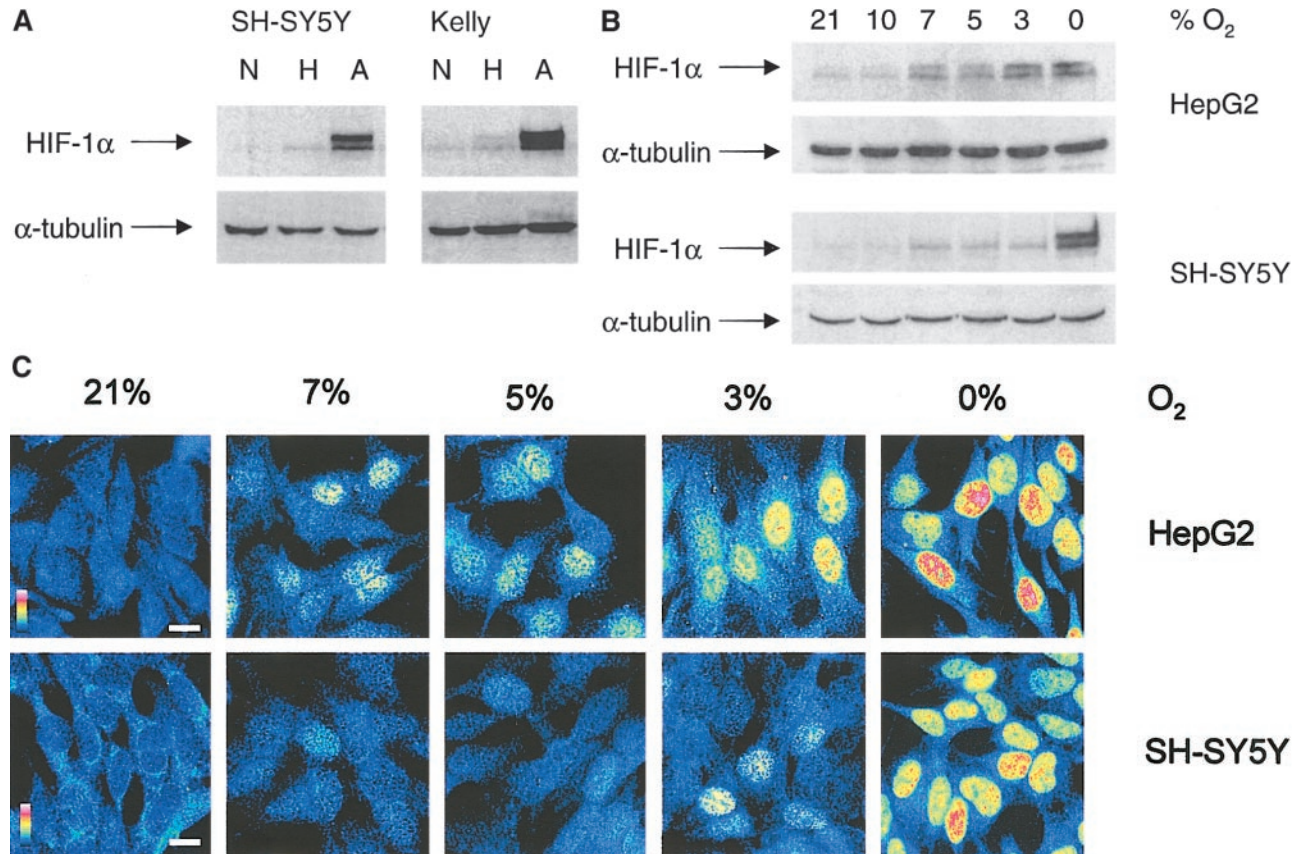 A SH-SY5Y Kelly
N H A N H A
HIF-1α
α-tubulin
B 21 10 7 5 3 0 % O₂
HIF-1α
HepG2
α-tubulin
HIF-1α
SH-SY5Y
α-tubulin
C
21% 7% 5% 3% 0% O₂
HepG2
SH-SY5Y